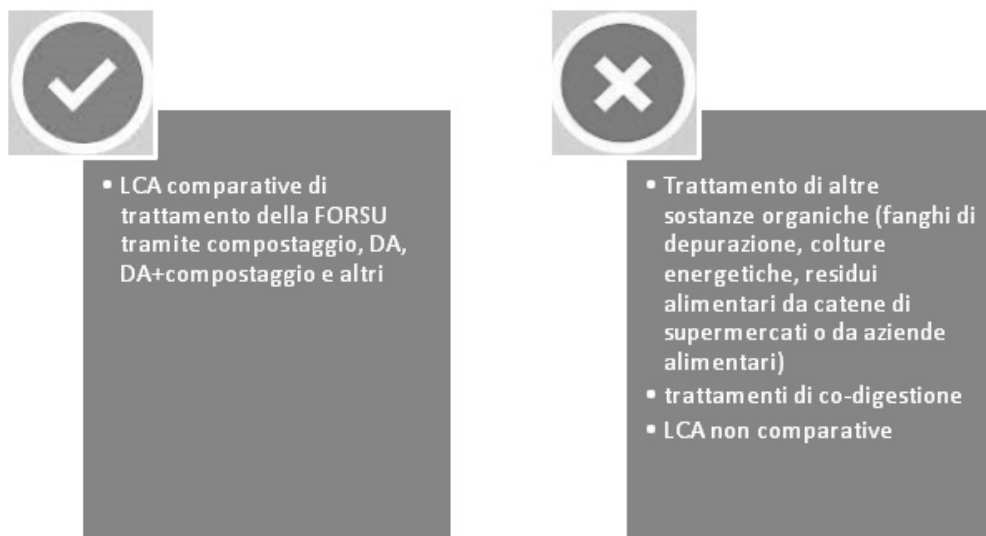 • LCA comparative di
trattamento della FORSU
tramite compostaggio, DA,
DA+compostaggio e altri
• Trattamento di altre
sostanze organiche (fanghi di
depurazione, colture
energetiche, residui
alimentari da catene di
supermercati o da aziende
alimentari)
• trattamenti di co-digestione
• LCA non comparative